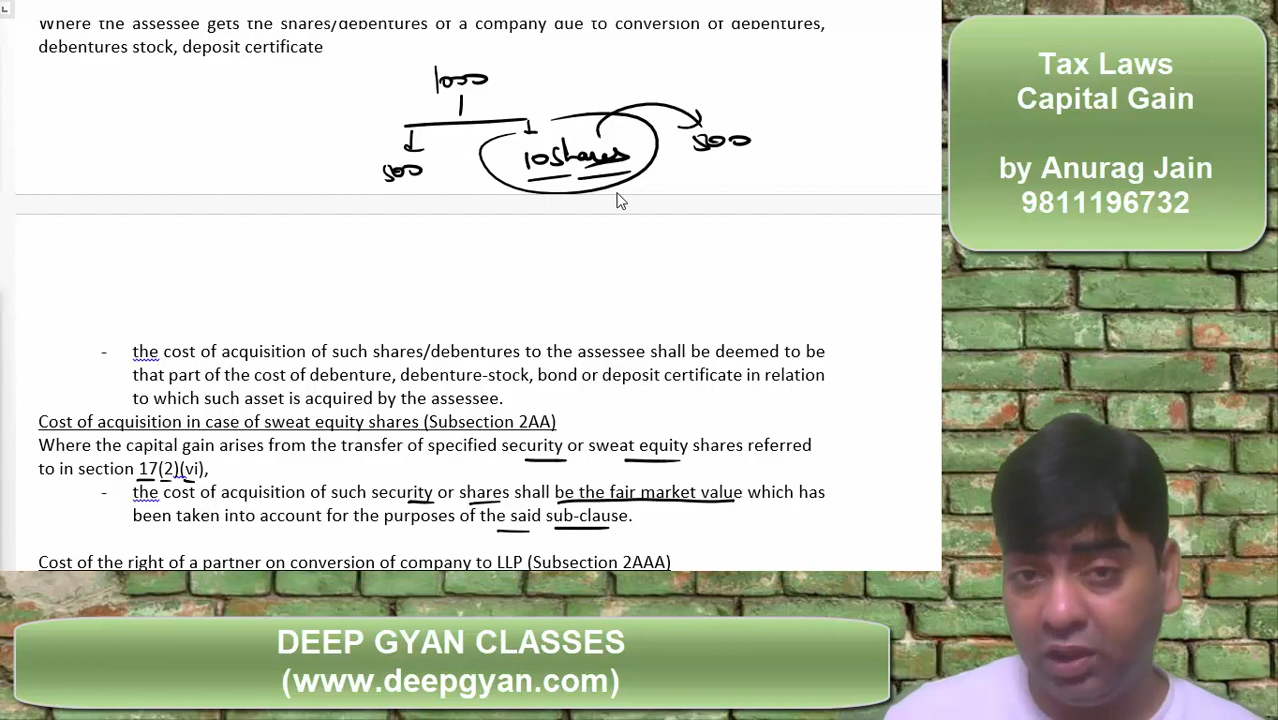 Where the assessee gets the shares/debentures of a company due to conversion of debentures,
debentures stock, deposit certificate
1000
500
10 Shares
500
- the cost of acquisition of such shares/debentures to the assessee shall be deemed to be
that part of the cost of debenture, debenture-stock, bond or deposit certificate in relation
to which such asset is acquired by the assessee.
Cost of acquisition in case of sweat equity shares (Subsection 2AA)
Where the capital gain arises from the transfer of specified security or sweat equity shares referred
to in section 17(2)(vi),
- the cost of acquisition of such security or shares shall be the fair market value which has
been taken into account for the purposes of the said sub-clause.
Cost of the right of a partner on conversion of company to LLP (Subsection 2AAA)
Tax Laws
Capital Gain
by Anurag Jain
9811196732
DEEP GYAN CLASSES
(www.deepgyan.com)